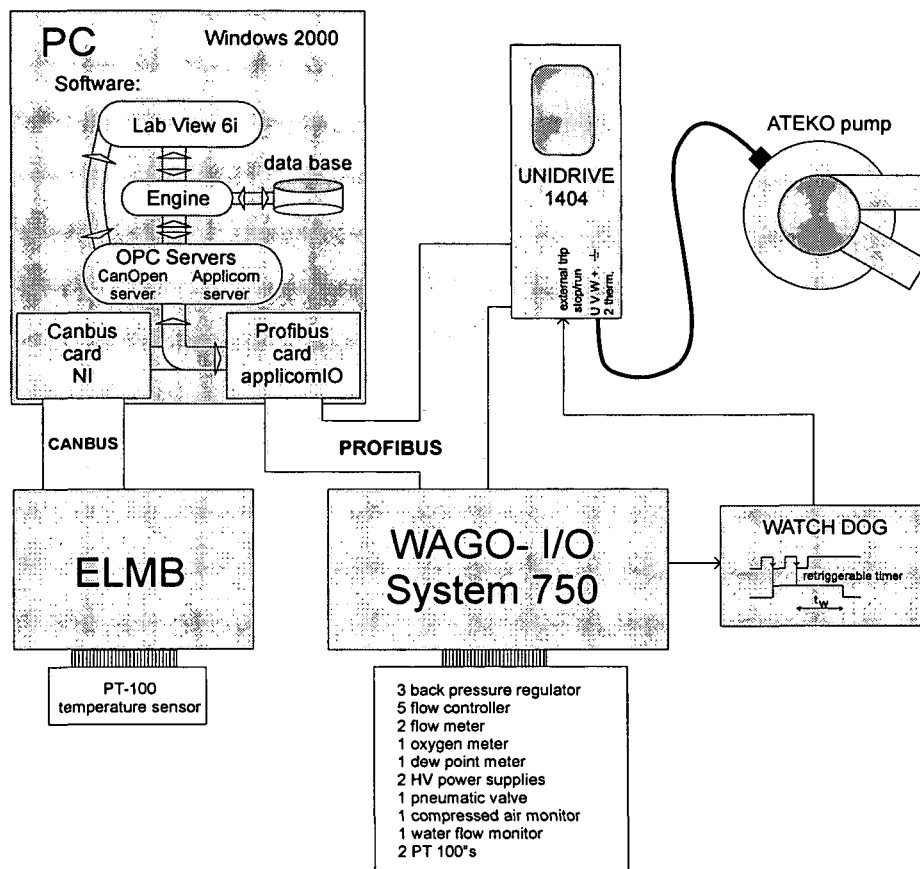 PC
Windows 2000
Software:
Lab View 6i
data base
Engine
OPC Servers
CanOpen server
Applicom server
Canbus card NI
Profibus card applicomIO
CANBUS
PROFIBUS
ELMB
PT-100
temperature sensor
UNIDRIVE
1404
external trip
stop/run
U V.W. +
2 therm.
ATEKO pump
WAGO- I/O
System 750
WATCH DOG
retriggerable timer
tw
3 back pressure regulator
5 flow controller
2 flow meter
1 oxygen meter
1 dew point meter
2 HV power supplies
1 pneumatic valve
1 compressed air monitor
1 water flow monitor
2 PT 100"s